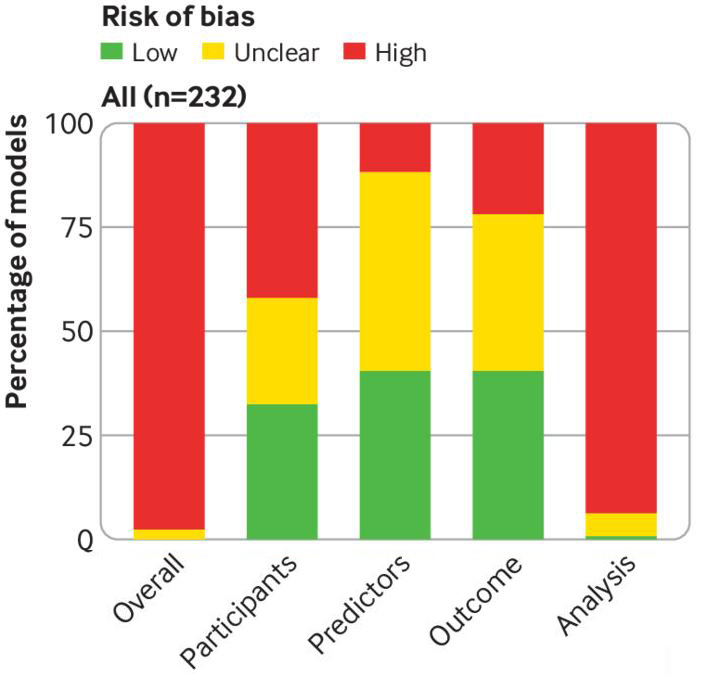 Risk of bias
Low Unclear High
All (n=232)
Percentage of models
100
75
50
25
0
Overall
Participants
Predictors
Outcome
Analysis